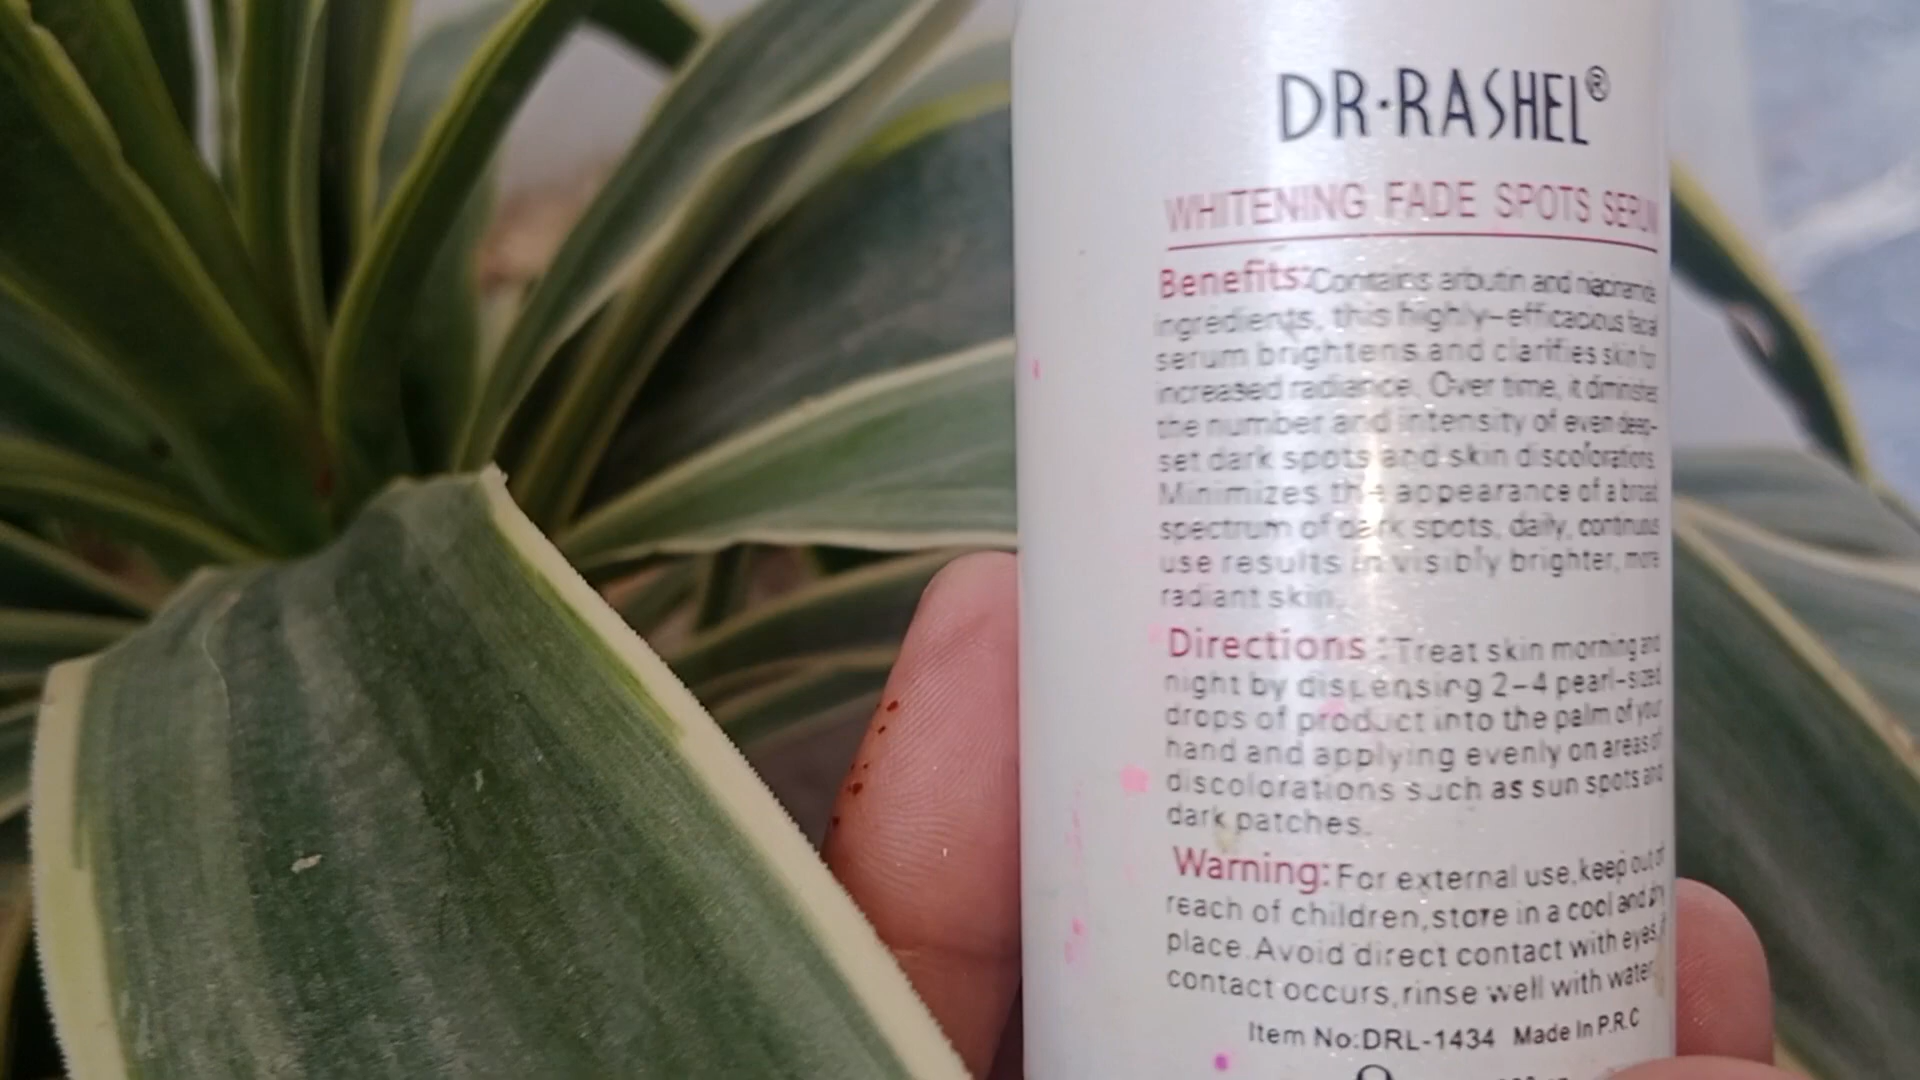 DR·RASHEL®
WHITENING FADE SPOTS SERUM
Benefits:Contains arbutin and niacinamide
ingredients, this highly-efficacious facial
serum brightens and clarifies skin for
increased radiance. Over time, it diminishes
the number and intensity of even deep-
set dark spots and skin discolorations.
Minimizes the appearance of a broad
spectrum of dark spots, daily, continuous
use results in visibly brighter, more
radiant skin.
Directions :Treat skin morning and
night by dispensing 2-4 pearl-sized
drops of product into the palm of your
hand and applying evenly on areas of
discolorations such as sun spots and
dark patches.
Warning:For external use,keep out of
reach of children,store in a cool and dry
place.Avoid direct contact with eyes,if
contact occurs,rinse well with water
Item No:DRL-1434 Made In P.R.C